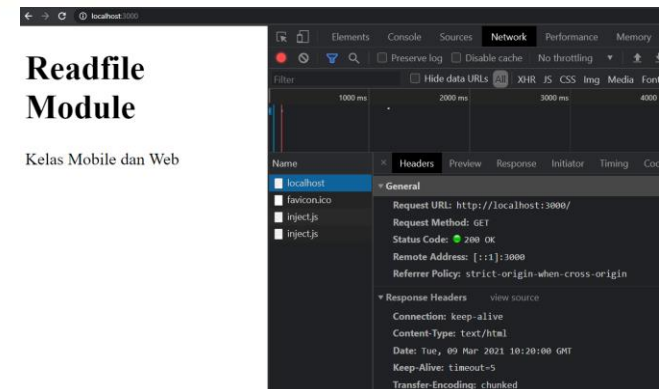 localhost:3000
Readfile
Module
Kelas Mobile dan Web
Elements Console Sources Network Performance Memory
Preserve log Disable cache No throttling
Filter Hide data URLs All XHR JS CSS Img Media Font
1000 ms 2000 ms 3000 ms 4000
Name
localhost
favicon.ico
inject.js
inject.js
× Headers Preview Response Initiator Timing Coo
General
Request URL: http://localhost:3000/
Request Method: GET
Status Code: 200 OK
Remote Address: [::1]:3000
Referrer Policy: strict-origin-when-cross-origin
Response Headers view source
Connection: keep-alive
Content-Type: text/html
Date: Tue, 09 Mar 2021 10:20:00 GMT
Keep-Alive: timeout=5
Transfer-Encoding: chunked